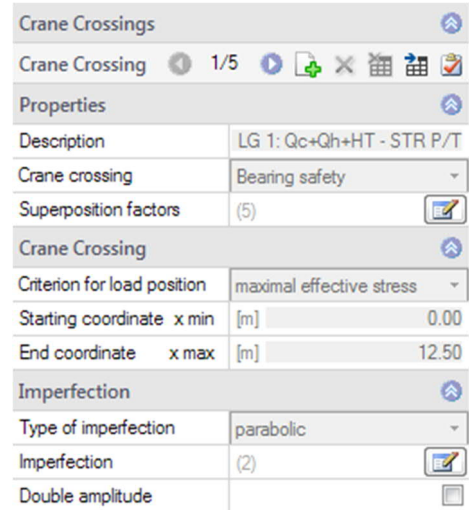 Crane Crossings
Crane Crossing 1/5
Properties
Description LG 1: Qc+Qh+HT - STR P/T
Crane crossing Bearing safety
Superposition factors (5)
Crane Crossing
Criterion for load position maximal effective stress
Starting coordinate x min [m] 0.00
End coordinate x max [m] 12.50
Imperfection
Type of imperfection parabolic
Imperfection (2)
Double amplitude